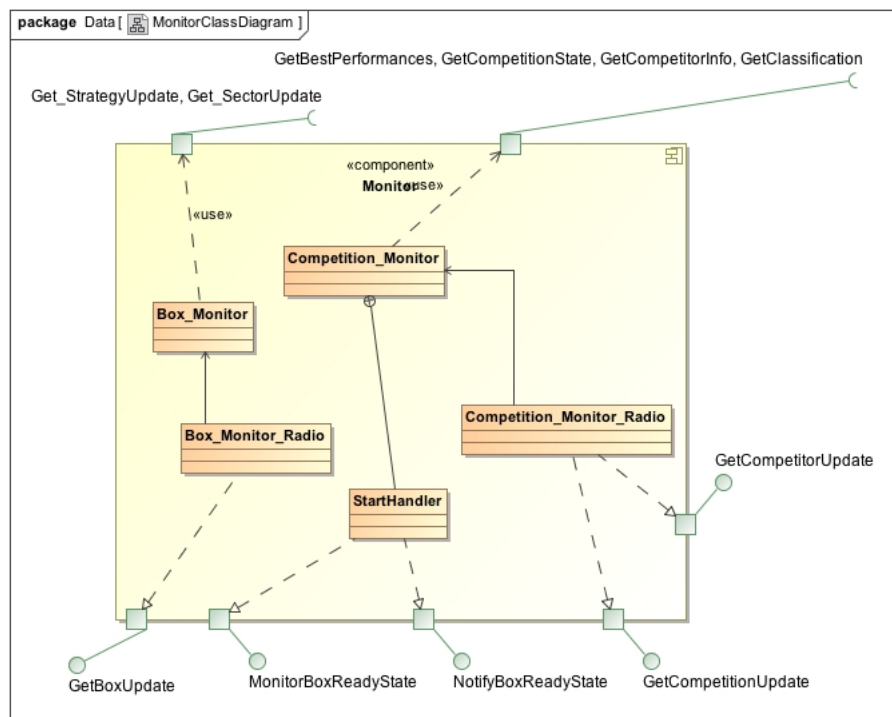 package Data [ MonitorClassDiagram ]
GetBestPerformances, GetCompetitionState, GetCompetitorInfo, GetClassification
Get_StrategyUpdate, Get_SectorUpdate
«component»
Monitor
«use»
«use»
Competition_Monitor
Box_Monitor
Competition_Monitor_Radio
Box_Monitor_Radio
GetCompetitorUpdate
StartHandler
GetBoxUpdate
MonitorBoxReadyState
NotifyBoxReadyState
GetCompetitionUpdate